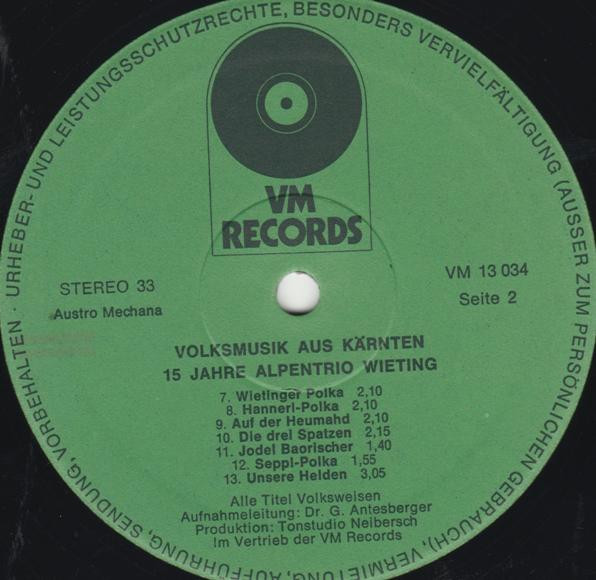 URHEBER- UND LEISTUNGSSCHUTZRECHTE, BESONDERS VERVIELFÄLTIGUNG (AUSSER ZUM PERSÖNLICHEN GEBRAUCH), VERMIETUNG, AUFFÜHRUNG, SENDUNG, VORBEHALTEN ·
VM
RECORDS
STEREO 33
Austro Mechana
VM 13 034
Seite 2
VOLKSMUSIK AUS KÄRNTEN
15 JAHRE ALPENTRIO WIETING
7. Wietinger Polka 2,10
8. Hannerl-Polka 2,10
9. Auf der Heumahd 2,10
10. Die drei Spatzen 2,15
11. Jodel Baorischer 1,40
12. Seppl-Polka 1,55
13. Unsere Helden 3,05
Alle Titel Volksweisen
Aufnahmeleitung: Dr. G. Antesberger
Produktion: Tonstudio Neibersch
Im Vertrieb der VM Records